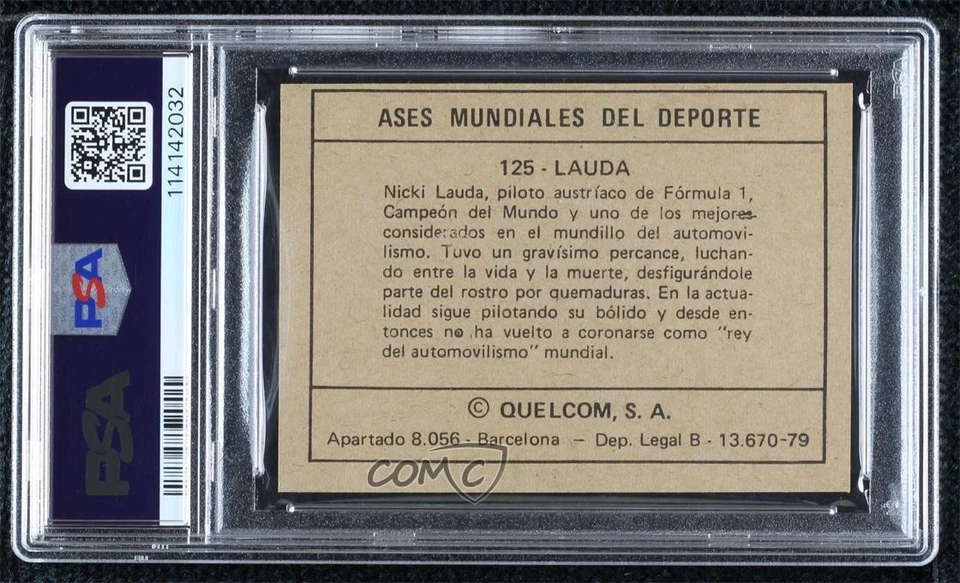 114142032
PSA
PSA
ASES MUNDIALES DEL DEPORTE
125 - LAUDA
Nicki Lauda, piloto austríaco de Fórmula 1,
Campeón del Mundo y uno de los mejores
considerados en el mundillo del automovi-
lismo. Tuvo un gravísimo percance, luchan-
do entre la vida y la muerte, desfigurándole
parte del rostro por quemaduras. En la actua-
lidad sigue pilotando su bólido y desde en-
tonces no ha vuelto a coronarse como "rey
del automovilismo" mundial.
© QUELCOM, S. A.
Apartado 8.056 - Barcelona — Dep. Legal B - 13.670-79
COMC